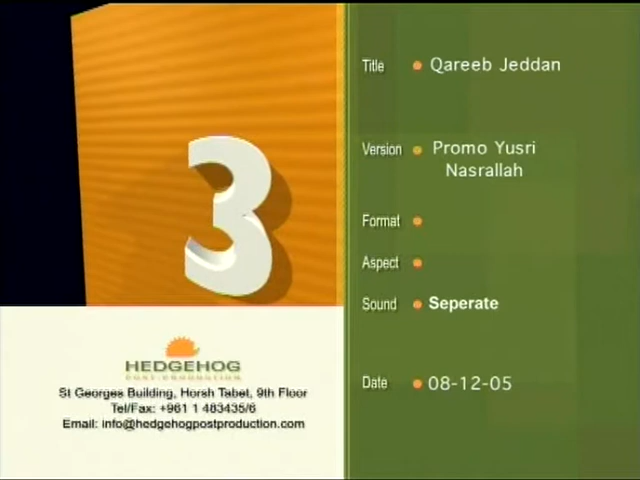 3
Title • Qareeb Jeddan
Version • Promo Yusri
Nasrallah
Format •
Aspect •
Sound • Seperate
Date • 08-12-05
HEDGEHOG
POST-PRODUCTION
St Georges Building, Horsh Tabet, 9th Floor
Tel/Fax: +961 1 483435/6
Email: info@hedgehogpostproduction.com